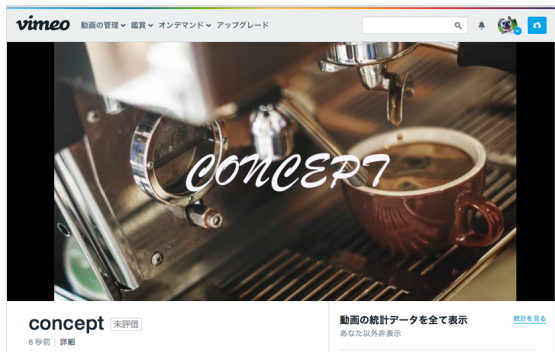 vimeo 動画の管理 鑑賞 オンデマンド アップグレード
CONCEPT
concept 未評価
6 秒前 | 詳細
動画の統計データを全て表示 統計を見る
あなた以外非表示